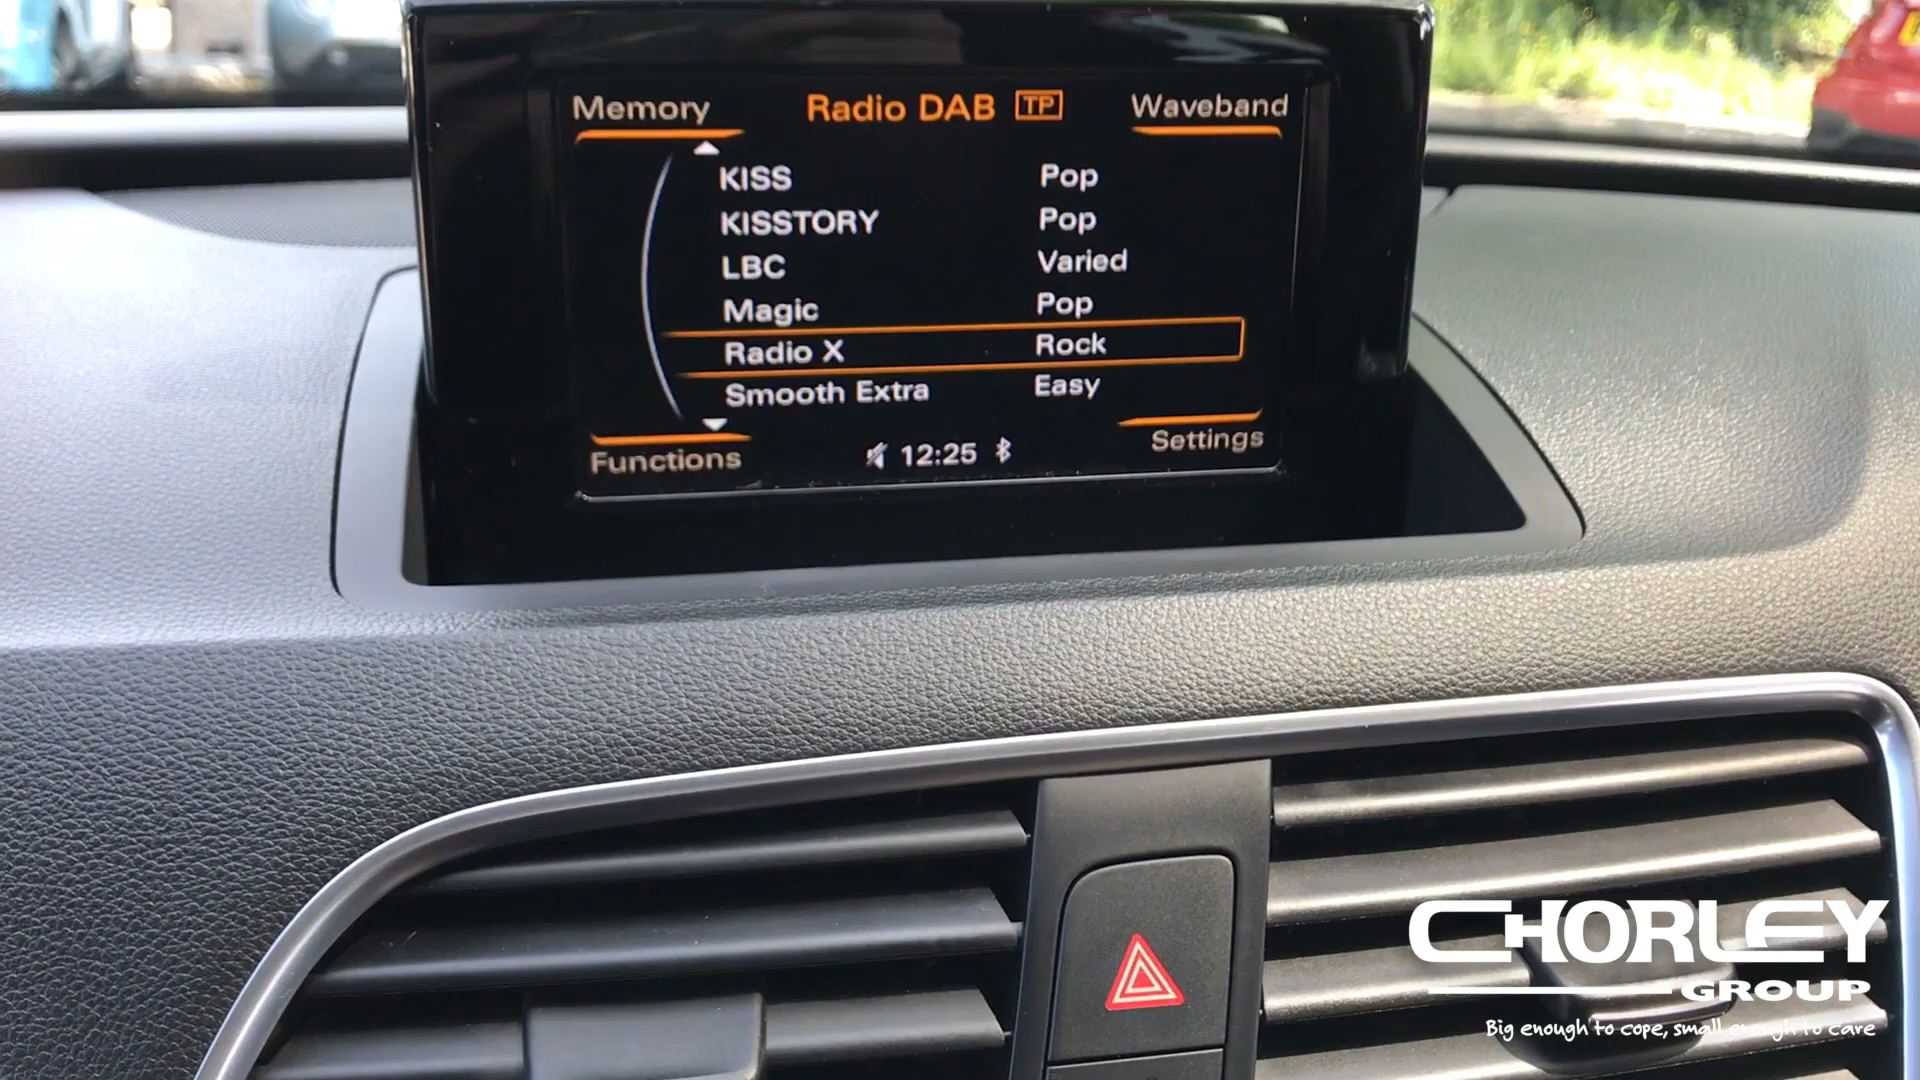 Memory Radio DAB TP Waveband
KISS Pop
KISSTORY Pop
LBC Varied
Magic Pop
Radio X Rock
Smooth Extra Easy
Functions 12:25 Settings
CHORLEY
GROUP
Big enough to cope, small enough to care